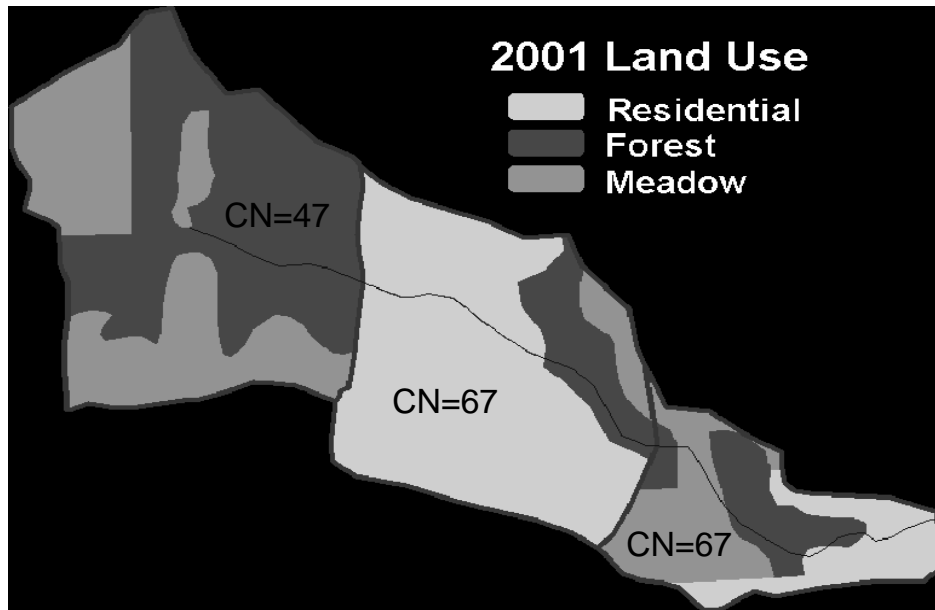 2001 Land Use
Residential
Forest
Meadow
CN=47
CN=67
CN=67